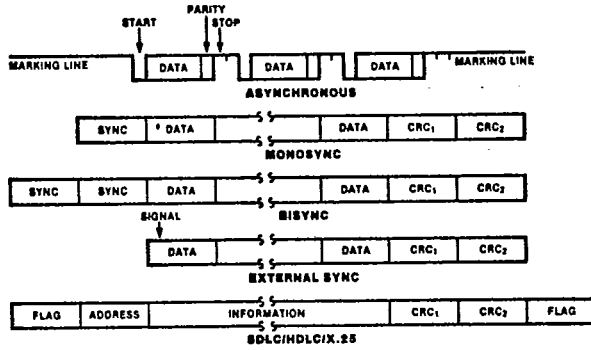 PARITY
START STOP
MARKING LINE DATA DATA DATA MARKING LINE
ASYNCHRONOUS
SYNC DATA DATA CRC₁ CRC₂
MONOSYNC
SYNC SYNC DATA DATA CRC₁ CRC₂
BISYNC
SIGNAL
DATA DATA CRC₁ CRC₂
EXTERNAL SYNC
FLAG ADDRESS INFORMATION CRC₁ CRC₂ FLAG
SDLC/HDLC/X.25